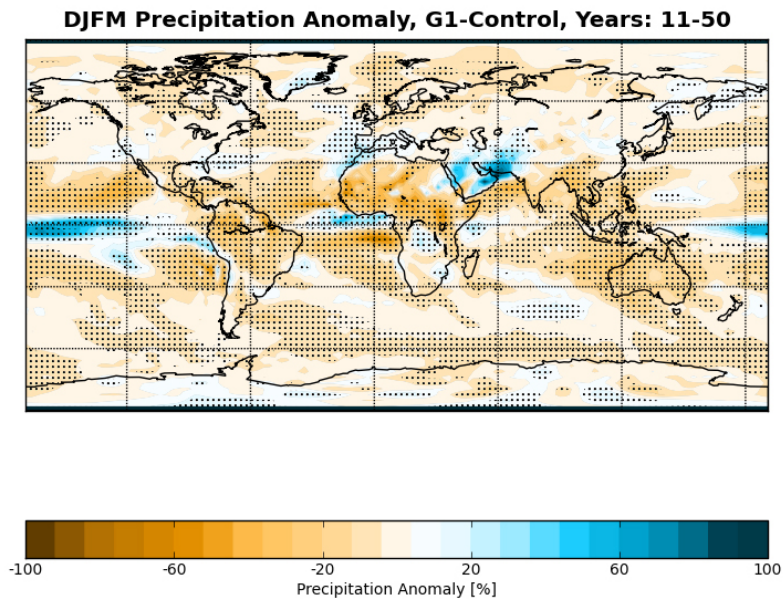 DJFM Precipitation Anomaly, G1-Control, Years: 11-50
-100 -60 -20 20 60 100
Precipitation Anomaly [%]